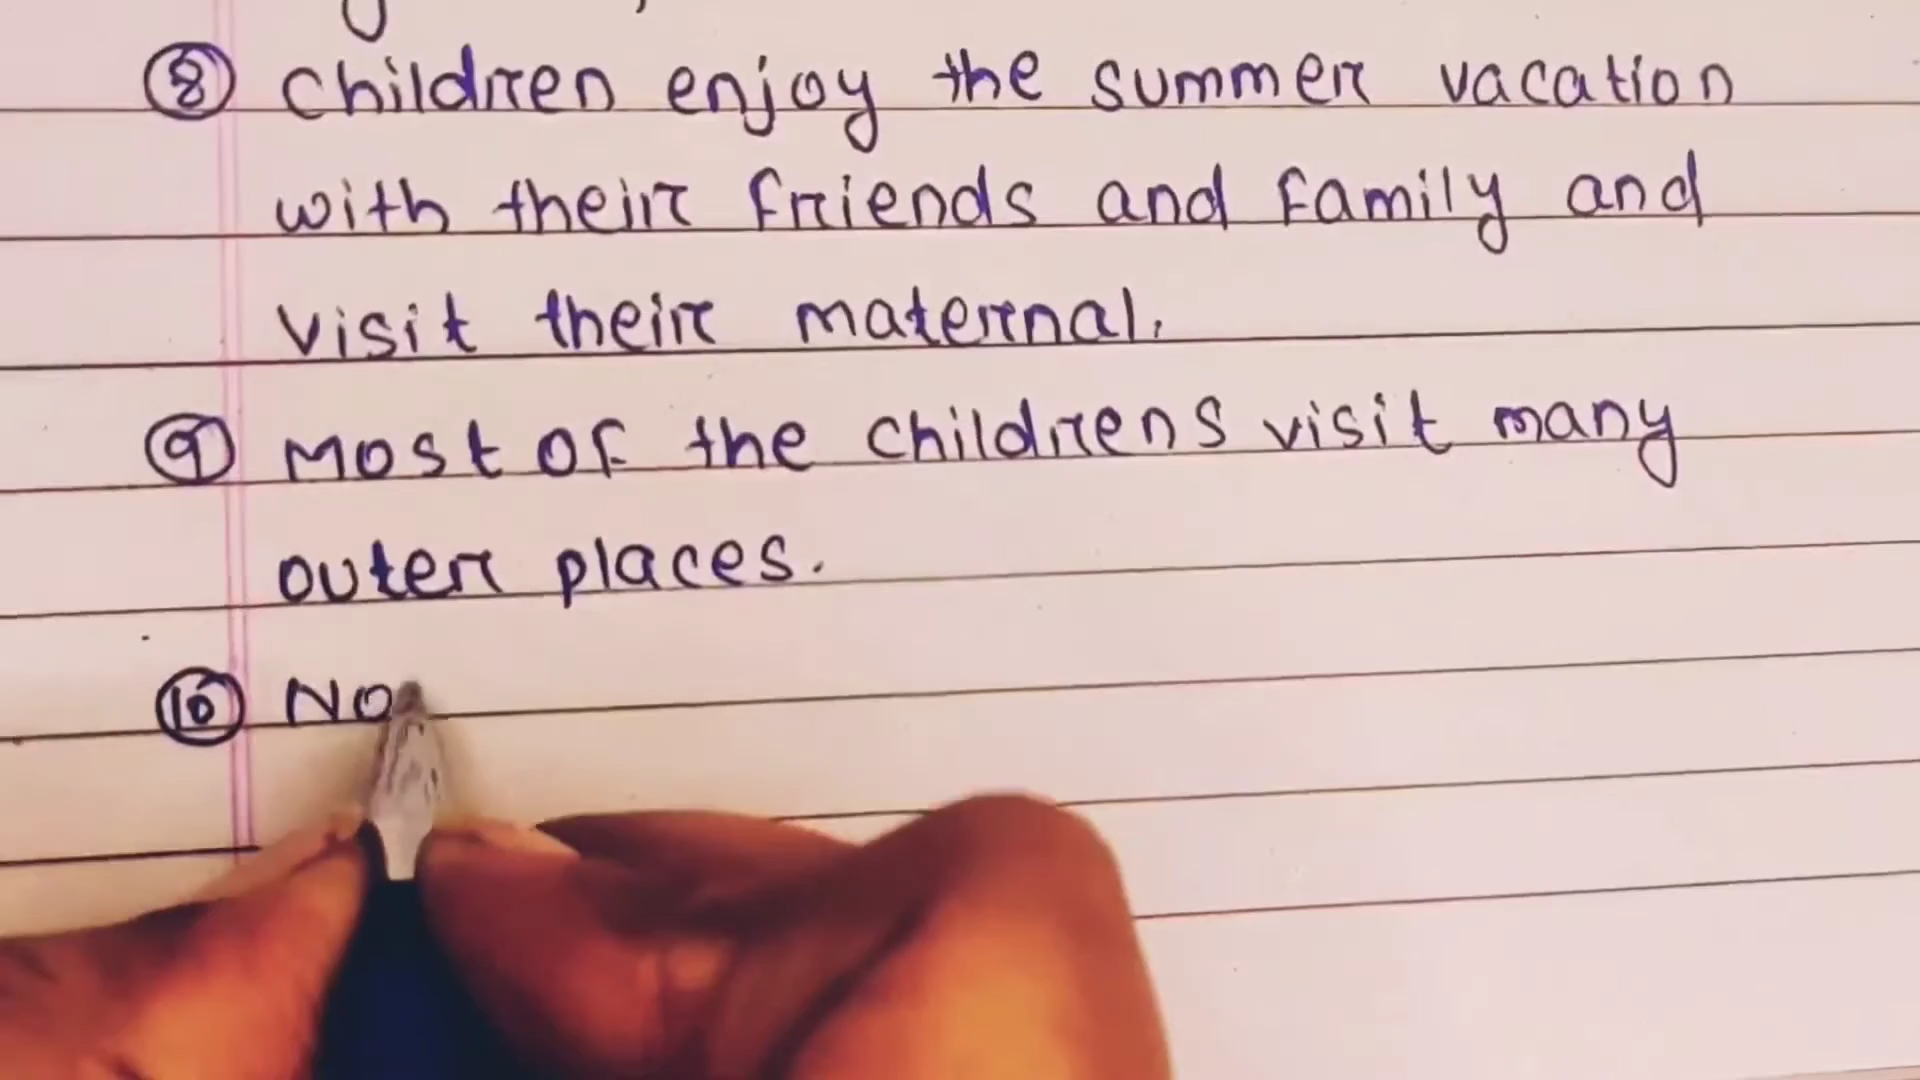 8 Children enjoy the summer vacation
with their friends and family and
visit their maternal.
9 Most of the childrens visit many
outer places.
10 No